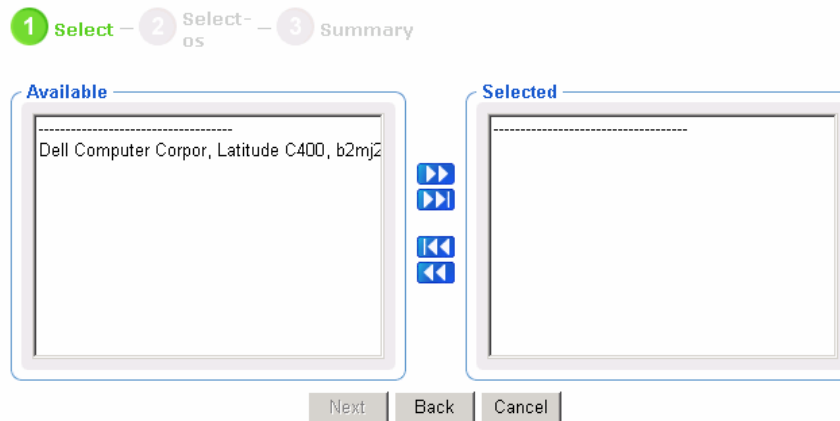 1 Select – 2 Select-os – 3 Summary
Available
Selected
-----------------------------------
Dell Computer Corpor, Latitude C400, b2mj2
-----------------------------------
Next Back Cancel